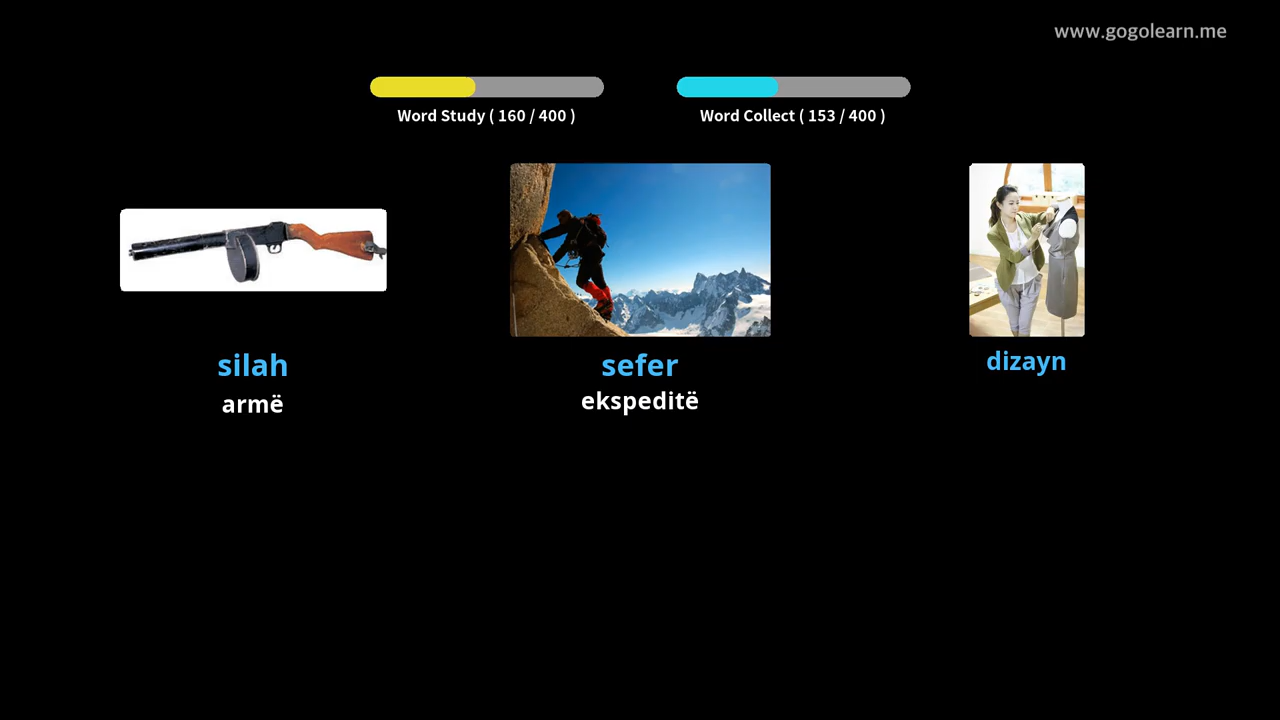 www.gogolearn.me
Word Study ( 160 / 400 )
Word Collect ( 153 / 400 )
silah
armë
sefer
ekspeditë
dizayn